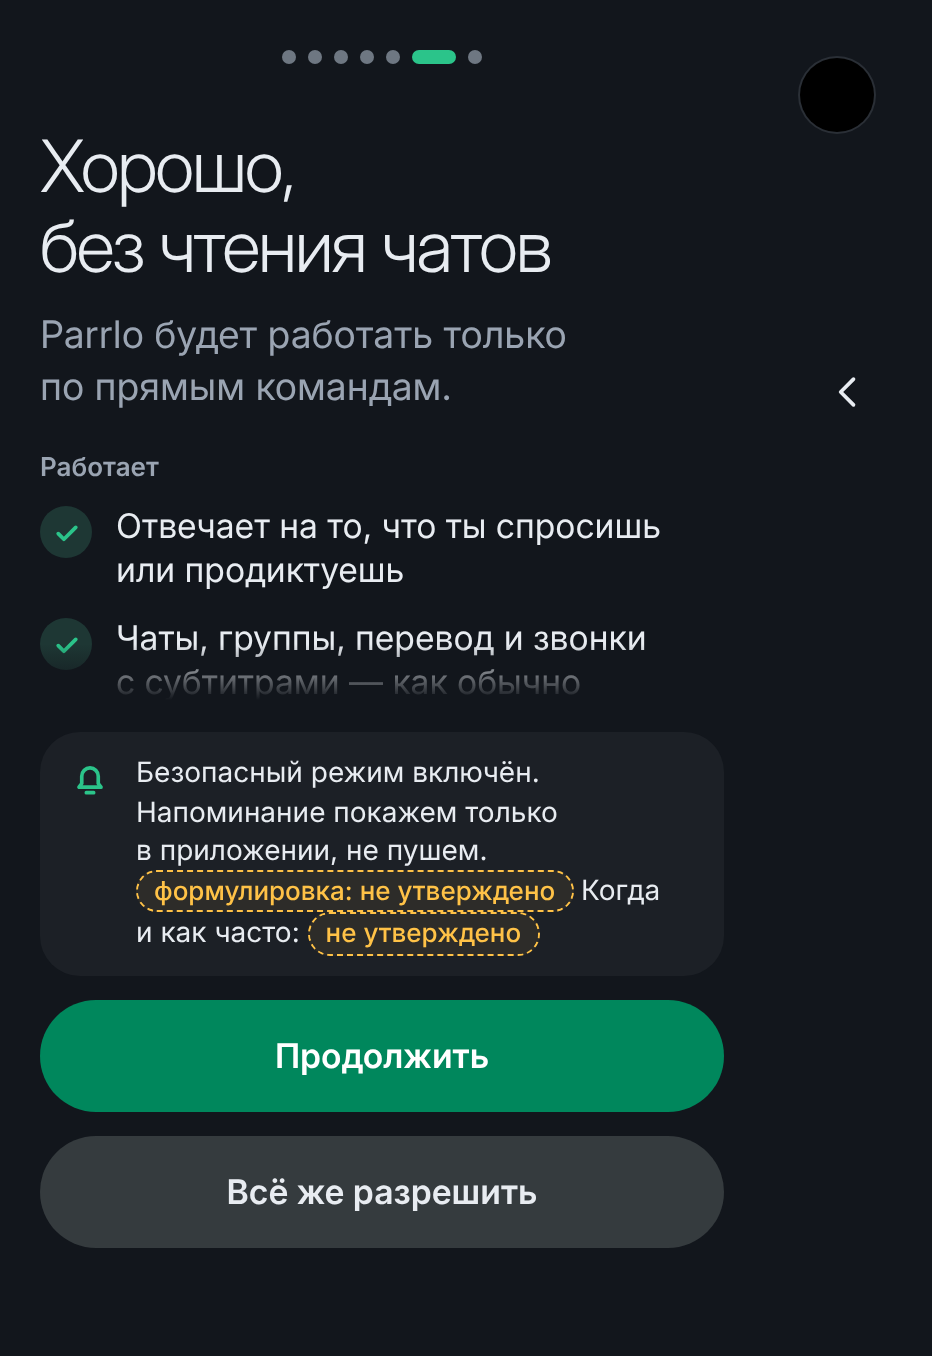 Хорошо,
без чтения чатов
Parrlo будет работать только
по прямым командам.
Работает
Отвечает на то, что ты спросишь
или продиктуешь
Чаты, группы, перевод и звонки
с субтитрами — как обычно
Безопасный режим включён.
Напоминание покажем только
в приложении, не пушем.
формулировка: не утверждено Когда
и как часто: не утверждено
Продолжить
Всё же разрешить